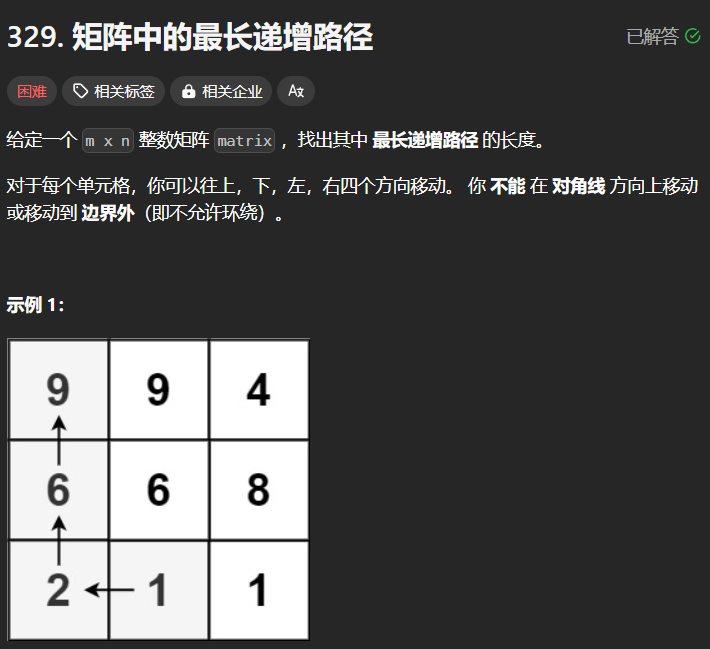 329. 矩阵中的最长递增路径
已解答
困难 相关标签 相关企业 Ax
给定一个 m x n 整数矩阵 matrix ，找出其中 最长递增路径 的长度。
对于每个单元格，你可以往上，下，左，右四个方向移动。 你 不能 在 对角线 方向上移动
或移动到 边界外（即不允许环绕）。
示例 1：
9 9 4
6 6 8
2 1 1